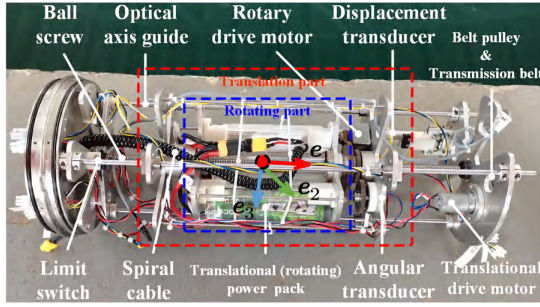 Ball
screw
Optical
axis guide
Rotary
drive motor
Displacement
transducer
Belt pulley
&
Transmission belt
Translation part
Rotating part
e
e2
e3
Limit
switch
Spiral
cable
Translational (rotating)
power pack
Angular
transducer
Translational
drive motor